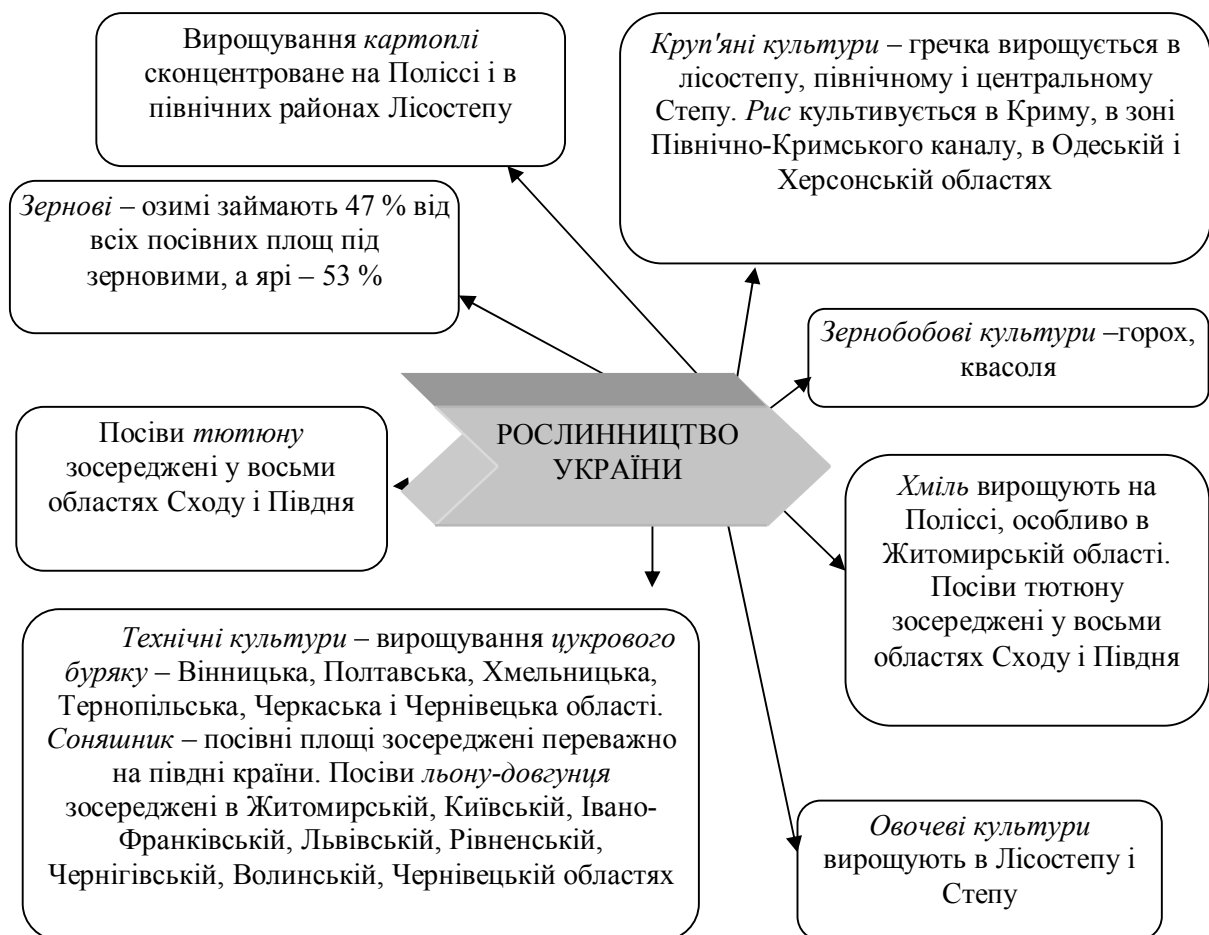 Вирощування картоплі
сконцентроване на Поліссі і в
північних районах Лісостепу
Круп'яні культури – гречка вирощується в
лісостепу, північному і центральному
Степу. Рис культивується в Криму, в зоні
Північно-Кримського каналу, в Одеській і
Херсонській областях
Зернові – озимі займають 47 % від
всіх посівних площ під
зерновими, а ярі – 53 %
Зернобобові культури –горох,
квасоля
РОСЛИННИЦТВО
УКРАЇНИ
Посіви тютюну
зосереджені у восьми
областях Сходу і Півдня
Хміль вирощують на
Поліссі, особливо в
Житомирській області.
Посіви тютюну
зосереджені у восьми
областях Сходу і Півдня
Технічні культури – вирощування цукрового
буряку – Вінницька, Полтавська, Хмельницька,
Тернопільська, Черкаська і Чернівецька області.
Соняшник – посівні площі зосереджені переважно
на півдні країни. Посіви льону-довгунця
зосереджені в Житомирській, Київській, Івано-
Франківській, Львівській, Рівненській,
Чернігівській, Волинській, Чернівецькій областях
Овочеві культури
вирощують в Лісостепу і
Степу